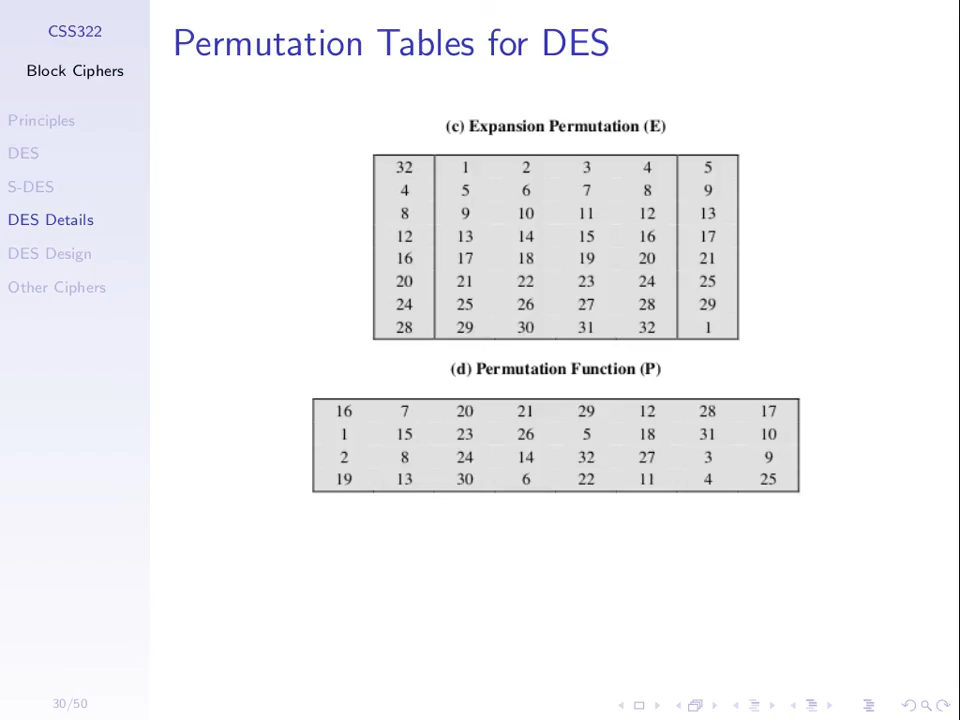 CSS322
Block Ciphers
Principles
DES
S-DES
DES Details
DES Design
Other Ciphers
30/50
Permutation Tables for DES
(c) Expansion Permutation (E)
32 1 2 3 4 5
4 5 6 7 8 9
8 9 10 11 12 13
12 13 14 15 16 17
16 17 18 19 20 21
20 21 22 23 24 25
24 25 26 27 28 29
28 29 30 31 32 1
(d) Permutation Function (P)
16 7 20 21 29 12 28 17
1 15 23 26 5 18 31 10
2 8 24 14 32 27 3 9
19 13 30 6 22 11 4 25